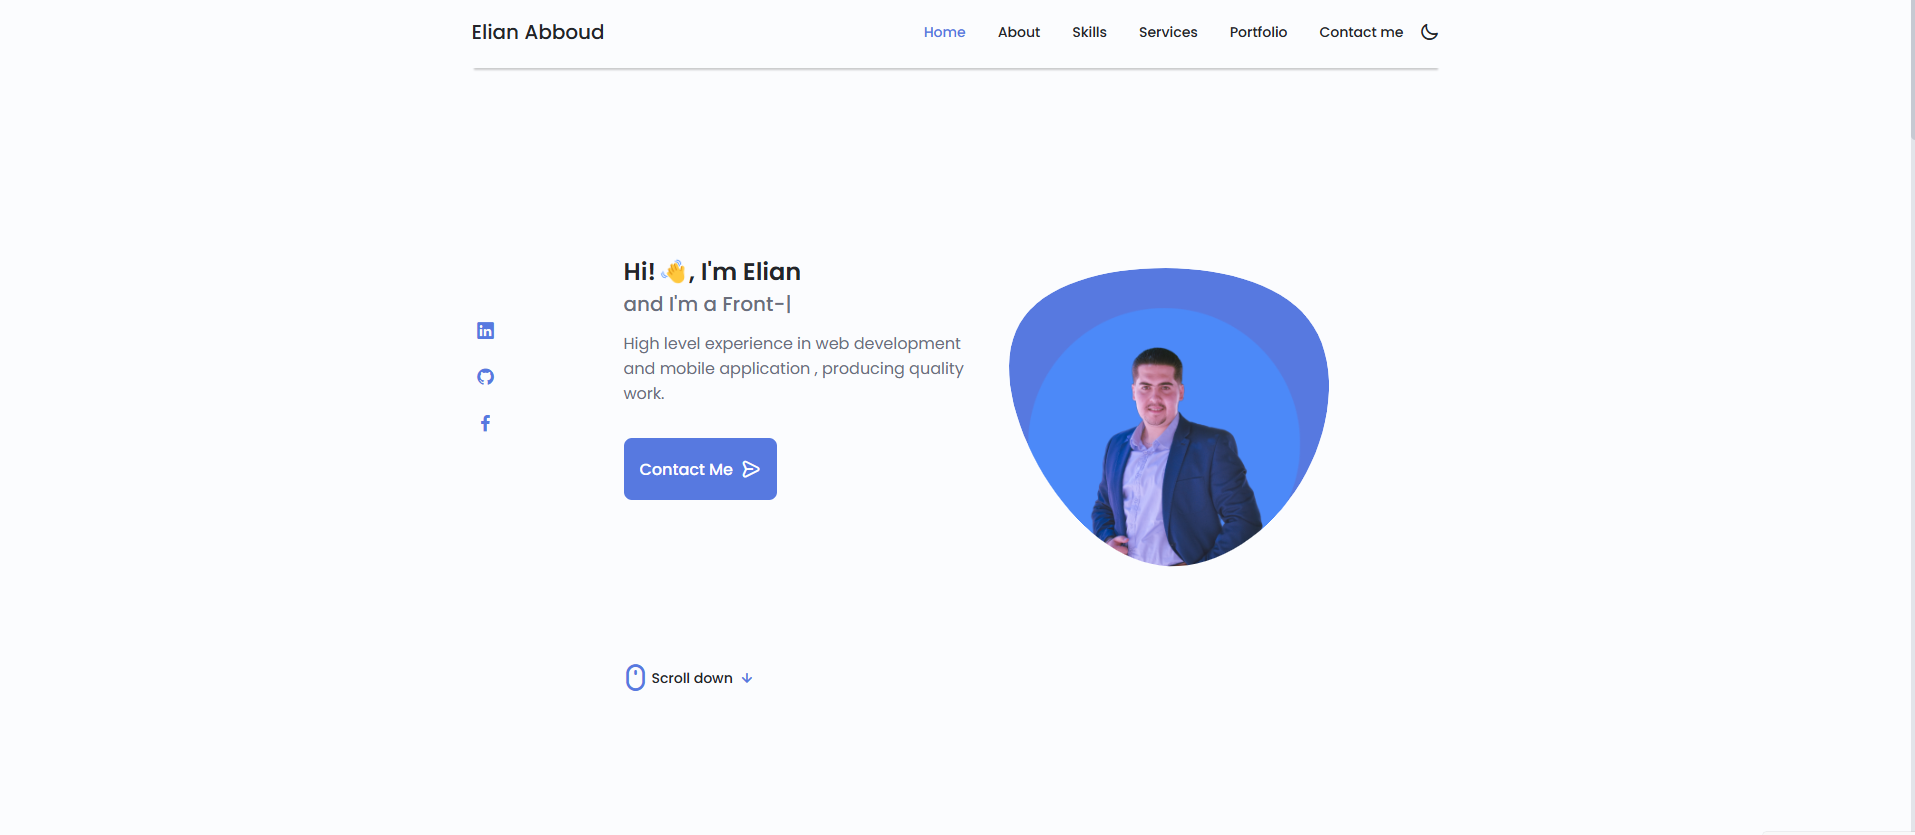 Elian Abboud
Home About Skills Services Portfolio Contact me
Hi! 👋, I'm Elian
and I'm a Front-|
High level experience in web development
and mobile application , producing quality
work.
Contact Me
Scroll down